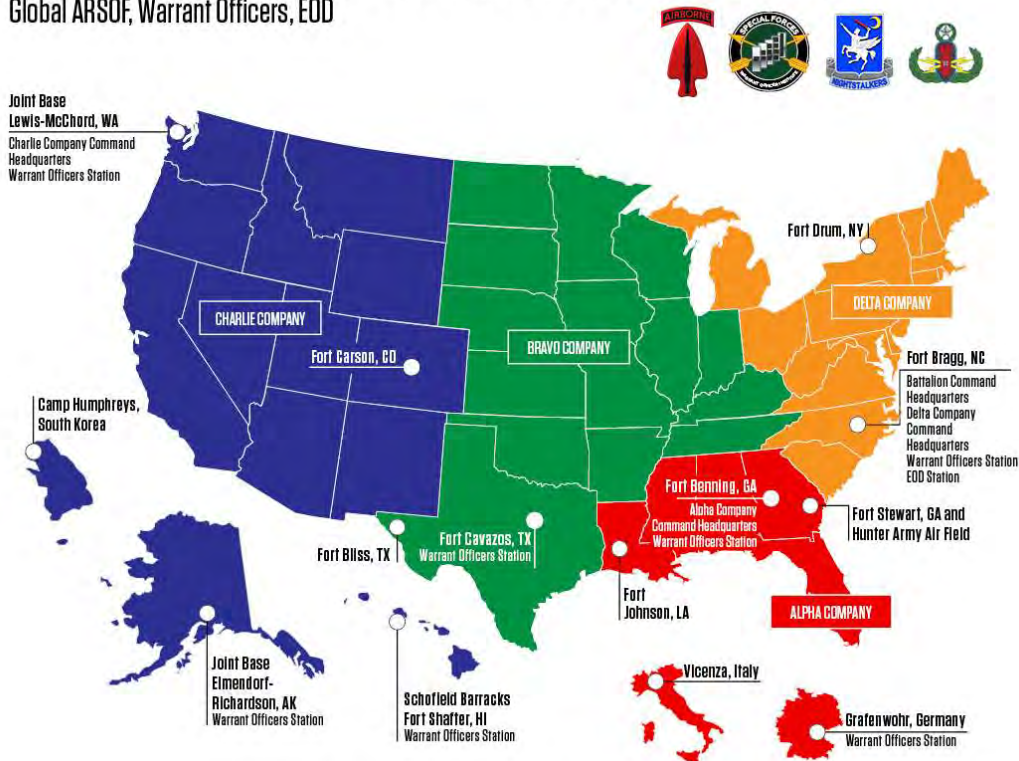 Global ARSOF, Warrant Officers, EOD
AIRBORNE
SPECIAL FORCES
NIGHTSTALKERS
Joint Base
Lewis-McChord, WA
Charlie Company Command
Headquarters
Warrant Officers Station
Fort Drum, NY
DELTA COMPANY
CHARLIE COMPANY
BRAVO COMPANY
Fort Carson, CO
Fort Bragg, NC
Battalion Command
Headquarters
Delta Company
Command
Headquarters
Warrant Officers Station
EOD Station
Camp Humphreys,
South Korea
Fort Benning, GA
Alpha Company
Command Headquarters
Warrant Officers Station
Fort Stewart, GA and
Hunter Army Air Field
Fort Bliss, TX
Fort Cavazos, TX
Warrant Officers Station
Fort
Johnson, LA
ALPHA COMPANY
Joint Base
Elmendorf-
Richardson, AK
Warrant Officers Station
Schofield Barracks
Fort Shafter, HI
Warrant Officers Station
Vicenza, Italy
Grafenwohr, Germany
Warrant Officers Station